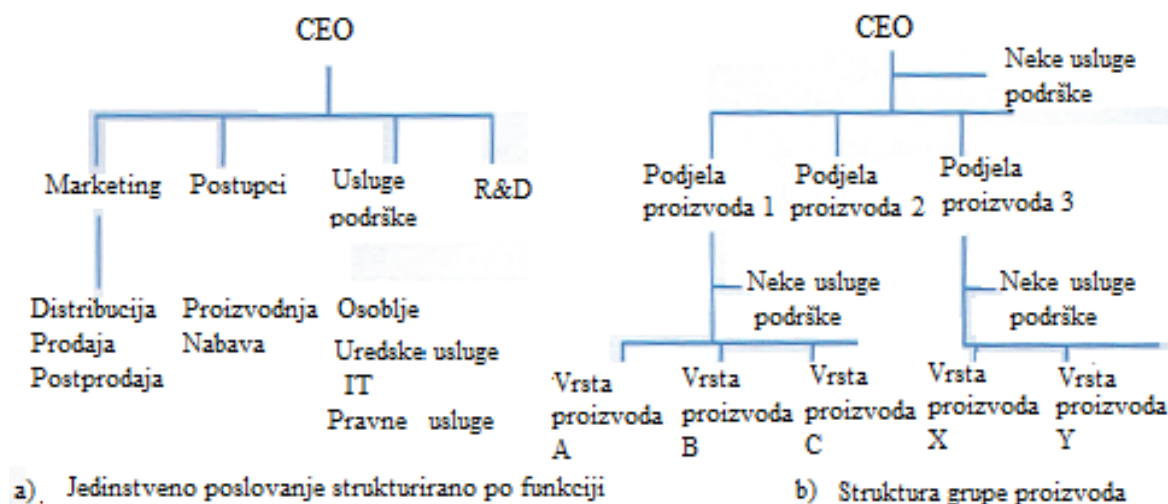 CEO
Marketing
Postupci
Usluge
podrške
R&D
Distribucija
Prodaja
Postprodaja
Proizvodnja
Nabava
Osoblje
Uredske usluge
IT
Pravne usluge
a). Jedinstveno poslovanje strukturirano po funkciji
CEO
Neke usluge
podrške
Podjela
proizvoda 1
Podjela
proizvoda 2
Podjela
proizvoda 3
Neke usluge
podrške
Neke usluge
podrške
Vrsta
proizvoda
A
Vrsta
proizvoda
B
Vrsta
proizvoda
C
Vrsta
proizvoda
X
Vrsta
proizvoda
Y
b) Struktura grupe proizvoda